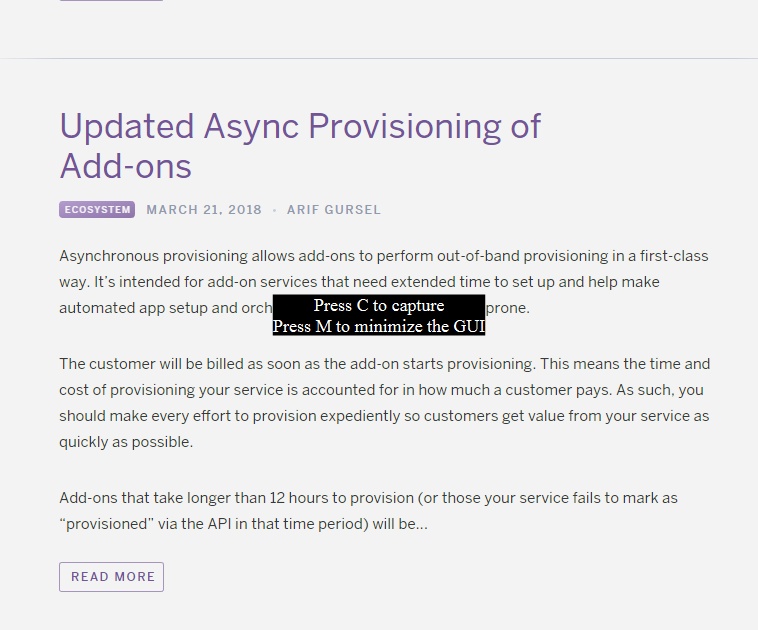 Updated Async Provisioning of
Add-ons
ECOSYSTEM MARCH 21, 2018 · ARIF GURSEL
Asynchronous provisioning allows add-ons to perform out-of-band provisioning in a first-class
way. It’s intended for add-on services that need extended time to set up and help make
automated app setup and orch prone.
Press C to capture
Press M to minimize the GUI
The customer will be billed as soon as the add-on starts provisioning. This means the time and
cost of provisioning your service is accounted for in how much a customer pays. As such, you
should make every effort to provision expediently so customers get value from your service as
quickly as possible.
Add-ons that take longer than 12 hours to provision (or those your service fails to mark as
“provisioned” via the API in that time period) will be...
READ MORE